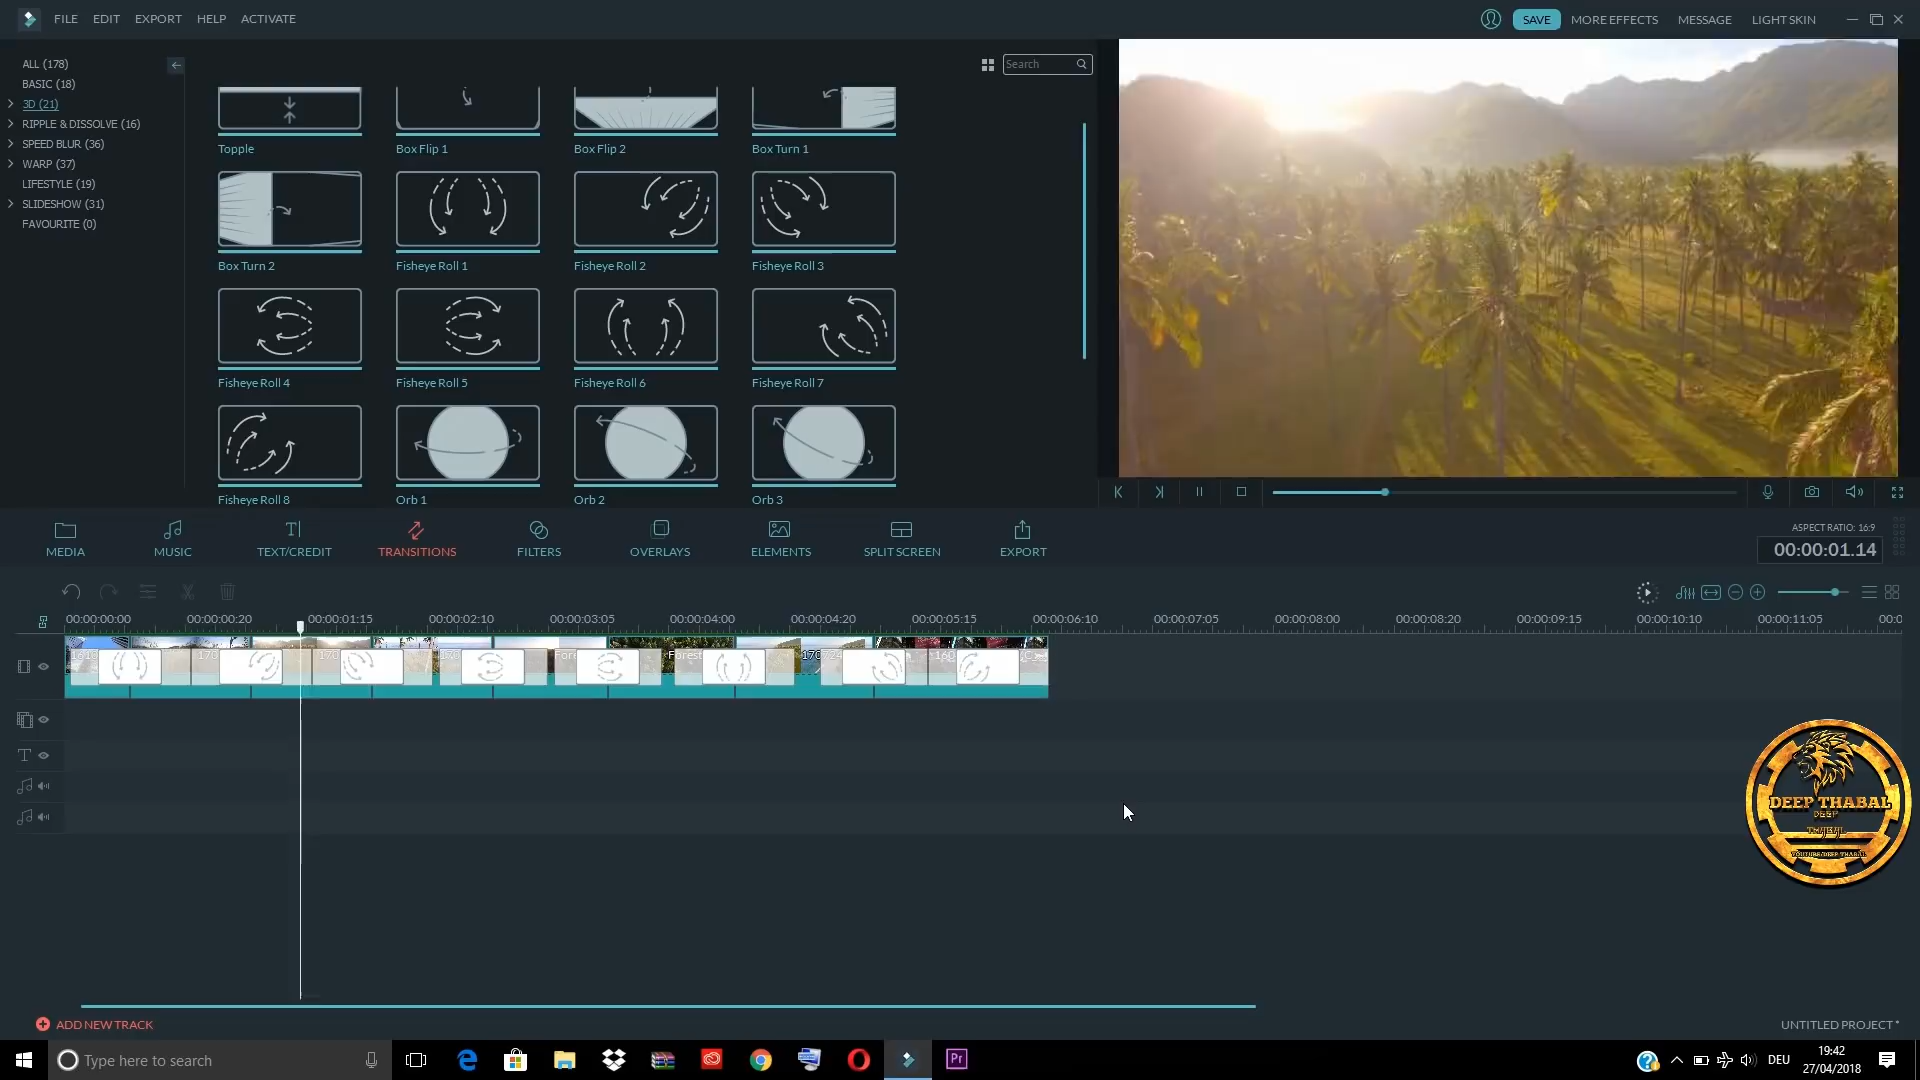 FILE EDIT EXPORT HELP ACTIVATE
SAVE MORE EFFECTS MESSAGE LIGHT SKIN
ALL (178)
BASIC (18)
3D (21)
RIPPLE & DISSOLVE (16)
SPEED BLUR (36)
WARP (37)
LIFESTYLE (19)
SLIDESHOW (31)
FAVOURITE (0)
Search
Topple Box Flip 1 Box Flip 2 Box Turn 1
Box Turn 2 Fisheye Roll 1 Fisheye Roll 2 Fisheye Roll 3
Fisheye Roll 4 Fisheye Roll 5 Fisheye Roll 6 Fisheye Roll 7
Fisheye Roll 8 Orb 1 Orb 2 Orb 3
MEDIA MUSIC TEXT/CREDIT TRANSITIONS FILTERS OVERLAYS ELEMENTS SPLIT SCREEN EXPORT
ASPECT RATIO: 16:9
00:00:01.14
00:00:00:00 00:00:00:20 00:00:01:15 00:00:02:10 00:00:03:05 00:00:04:00 00:00:04:20 00:00:05:15 00:00:06:10 00:00:07:05 00:00:08:00 00:00:08:20 00:00:09:15 00:00:10:10 00:00:11:05 00:0
DEEP THABAL
DEEP
THABAL
YOUTUBE/DEEP THABAL
ADD NEW TRACK
UNTITLED PROJECT *
Type here to search
Pr
DEU
19:42
27/04/2018